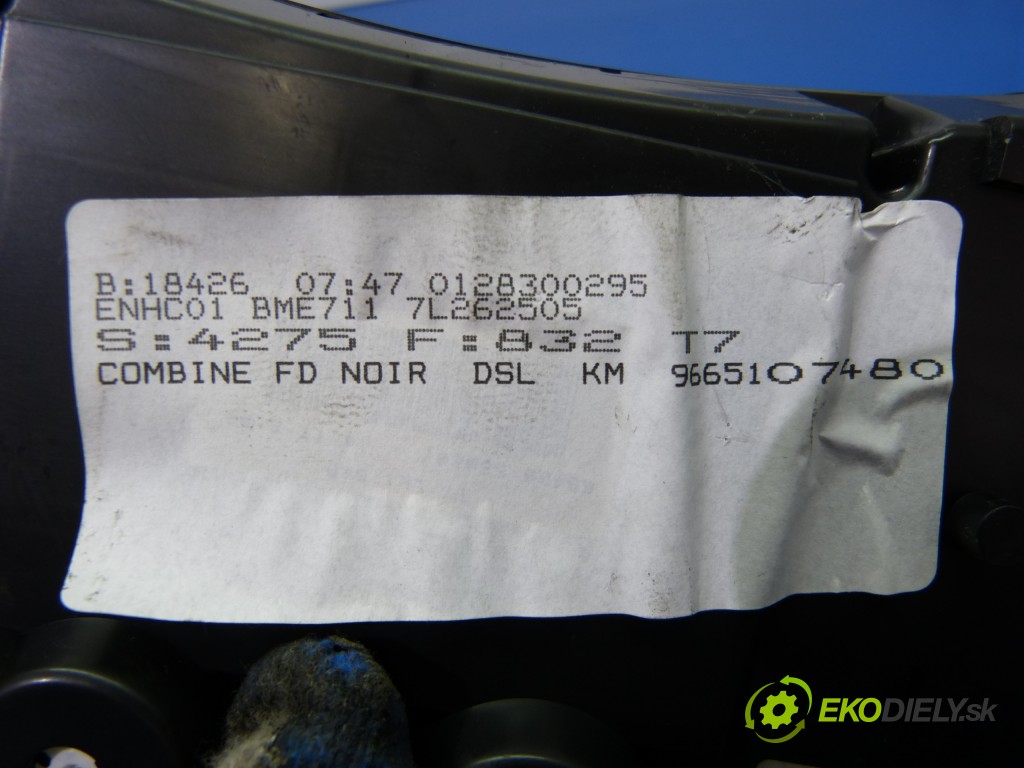 B:18426 07:47 0128300295
ENHC01 BME711 7L262505
S:4275 F:832 T7
COMBINE FD NOIR DSL KM 9665107480
EKODIELY.sk